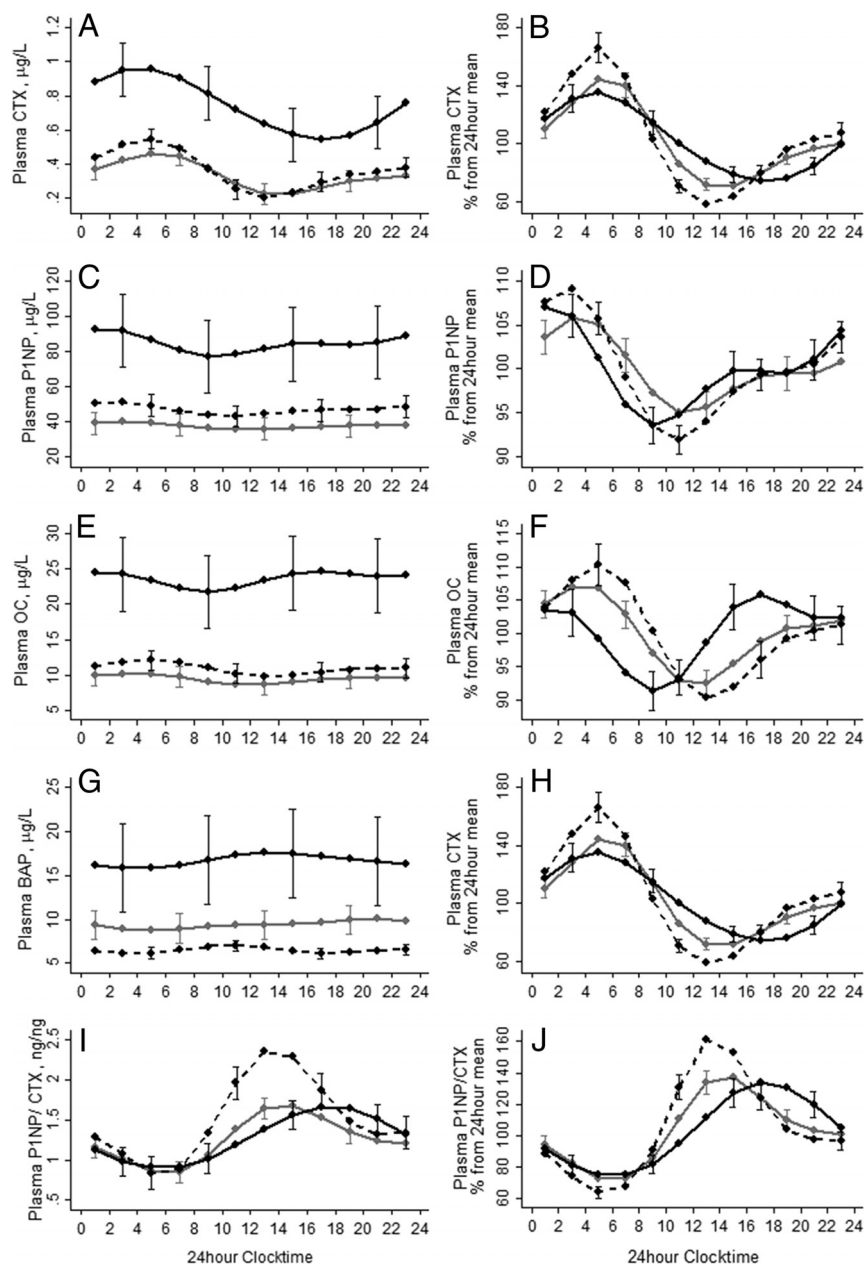 A
Plasma CTX, µg/L
1.2
1
.8
.6
.4
.2
0 2 4 6 8 10 12 14 16 18 20 22 24
B
Plasma CTX
% from 24hour mean
180
140
100
60
0 2 4 6 8 10 12 14 16 18 20 22 24
C
Plasma P1NP, µg/L
120
100
80
60
40
20
0 2 4 6 8 10 12 14 16 18 20 22 24
D
Plasma P1NP
% from 24hour mean
110
105
100
95
90
0 2 4 6 8 10 12 14 16 18 20 22 24
E
Plasma OC, µg/L
30
25
20
15
10
5
0 2 4 6 8 10 12 14 16 18 20 22 24
F
Plasma OC
% from 24hour mean
115
110
105
100
95
90
0 2 4 6 8 10 12 14 16 18 20 22 24
G
Plasma BAP, µg/L
25
20
15
10
5
0 2 4 6 8 10 12 14 16 18 20 22 24
H
Plasma CTX
% from 24hour mean
180
140
100
60
0 2 4 6 8 10 12 14 16 18 20 22 24
I
Plasma P1NP/ CTX, ng/ng
2.5
2
1.5
1
.5
0 2 4 6 8 10 12 14 16 18 20 22 24
24hour Clocktime
J
Plasma P1NP/CTX
% from 24hour mean
160
140
120
100
80
60
0 2 4 6 8 10 12 14 16 18 20 22 24
24hour Clocktime